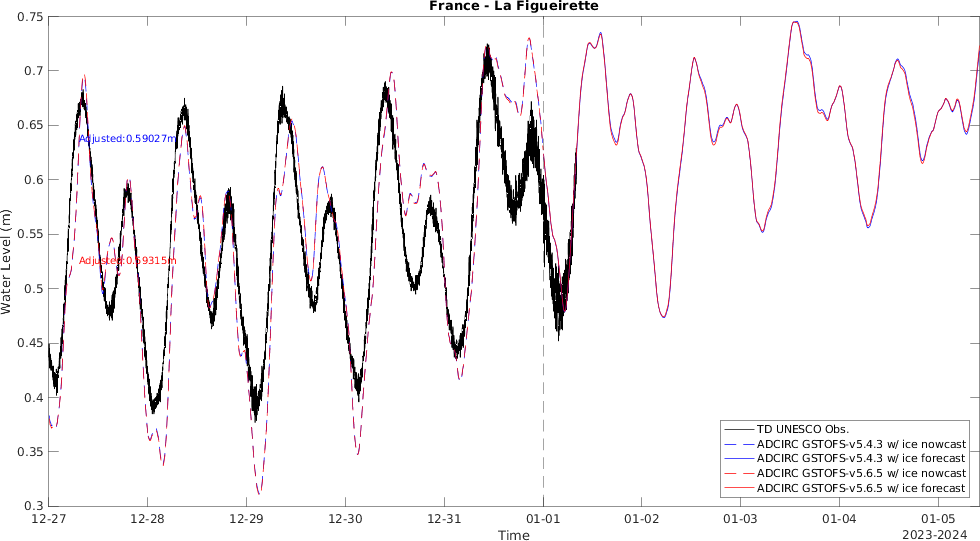 France - La Figueirette
0.75
0.7
0.65
0.6
0.55
0.5
0.45
0.4
0.35
0.3
Water Level (m)
Adjusted:0.59027m
Adjusted:0.59315m
TD UNESCO Obs.
ADCIRC GSTOFS-v5.4.3 w/ ice nowcast
ADCIRC GSTOFS-v5.4.3 w/ ice forecast
ADCIRC GSTOFS-v5.6.5 w/ ice nowcast
ADCIRC GSTOFS-v5.6.5 w/ ice forecast
12-27 12-28 12-29 12-30 12-31 01-01 01-02 01-03 01-04 01-05
Time
2023-2024